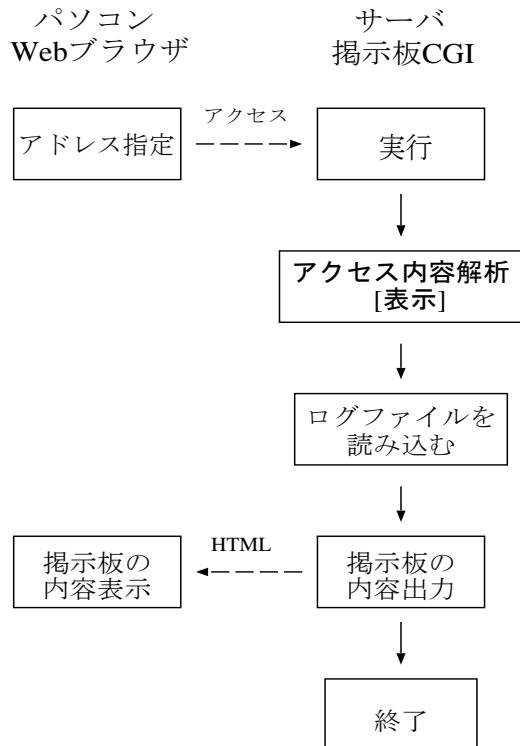 パソコン
Webブラウザ
サーバ
掲示板CGI
アドレス指定
アクセス
実行
アクセス内容解析
[表示]
ログファイルを
読み込む
掲示板の
内容表示
HTML
掲示板の
内容出力
終了